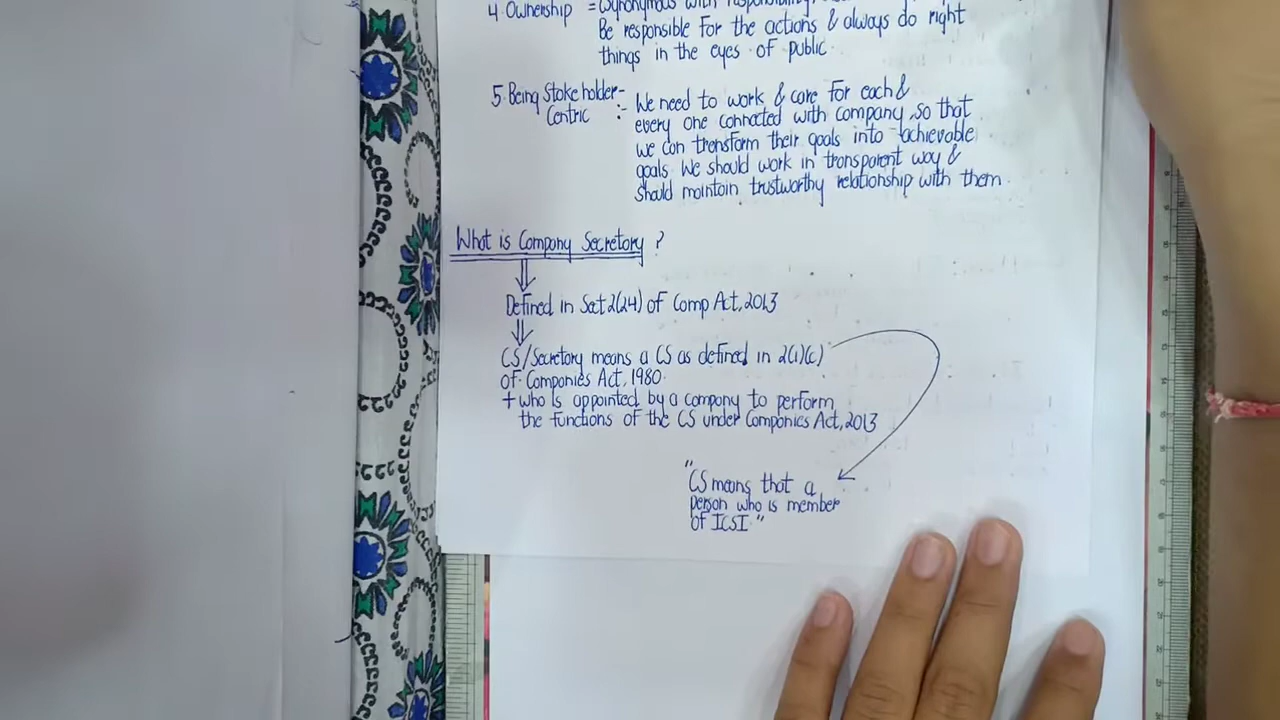 4. Ownership = Synonymous with responsibility,
Be responsible for the actions & always do right
things in the eyes of public.
5. Being Stakeholder-
Centric :- We need to work & care for each &
every one connected with company, so that
we can transform their goals into achievable
goals. We should work in transparent way &
should maintain trustworthy relationship with them.
What is Company Secretary ?
Defined in Sect 2(24) of Comp Act, 2013
CS/Secretary means a CS as defined in 2(1)(c)
of Companies Act, 1980.
+ who is appointed by a company to perform
the functions of the CS under Companies Act, 2013
"CS means that a
person who is member
of ICSI."